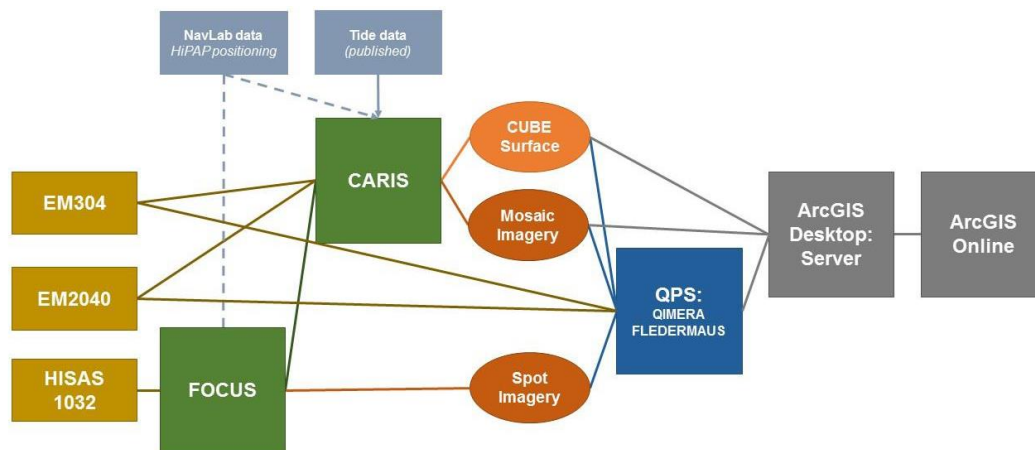 NavLab data
HiPAP positioning
Tide data
(published)
CUBE
Surface
CARIS
EM304
Mosaic
Imagery
ArcGIS
Desktop:
Server
ArcGIS
Online
EM2040
QPS:
QIMERA
FLEDERMAUS
HISAS
1032
FOCUS
Spot
Imagery